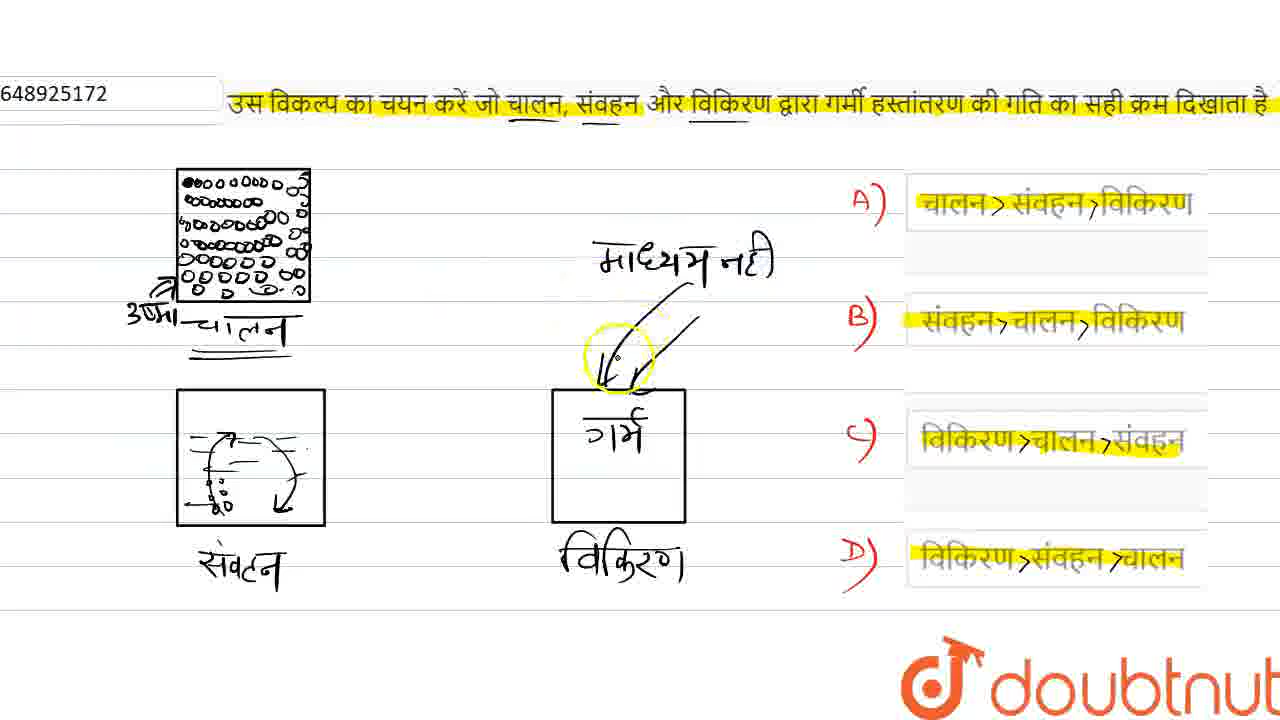 648925172
उस विकल्प का चयन करें जो चालन, संवहन और विकिरण द्वारा गर्मी हस्तांतरण की गति का सही क्रम दिखाता है
A) चालन > संवहन > विकिरण
माध्यम नही
उष्मा
चालन
B) संवहन > चालन > विकिरण
गर्म
C) विकिरण > चालन > संवहन
संवहन
विकिरण
D) विकिरण > संवहन > चालन
doubtnut